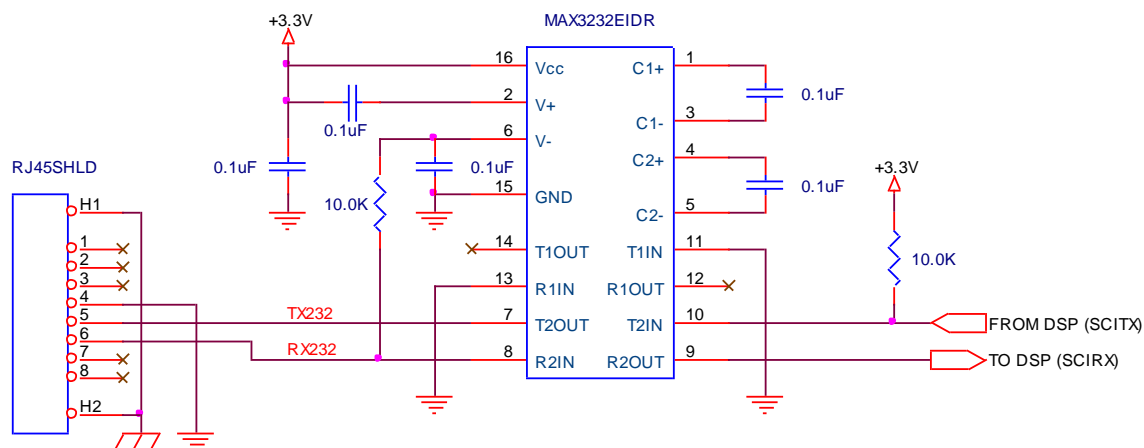 +3.3V
MAX3232EIDR
16
Vcc
C1+
1
0.1uF
2
V+
0.1uF
C1-
3
6
V-
C2+
4
+3.3V
RJ45SHLD
0.1uF
0.1uF
0.1uF
15
GND
10.0K
H1
C2-
5
1
14
T1OUT
T1IN
11
10.0K
2
3
13
R1IN
R1OUT
12
4
5
TX232
7
T2OUT
T2IN
10
FROM DSP (SCITX)
6
RX232
8
R2IN
R2OUT
9
TO DSP (SCIRX)
7
8
H2